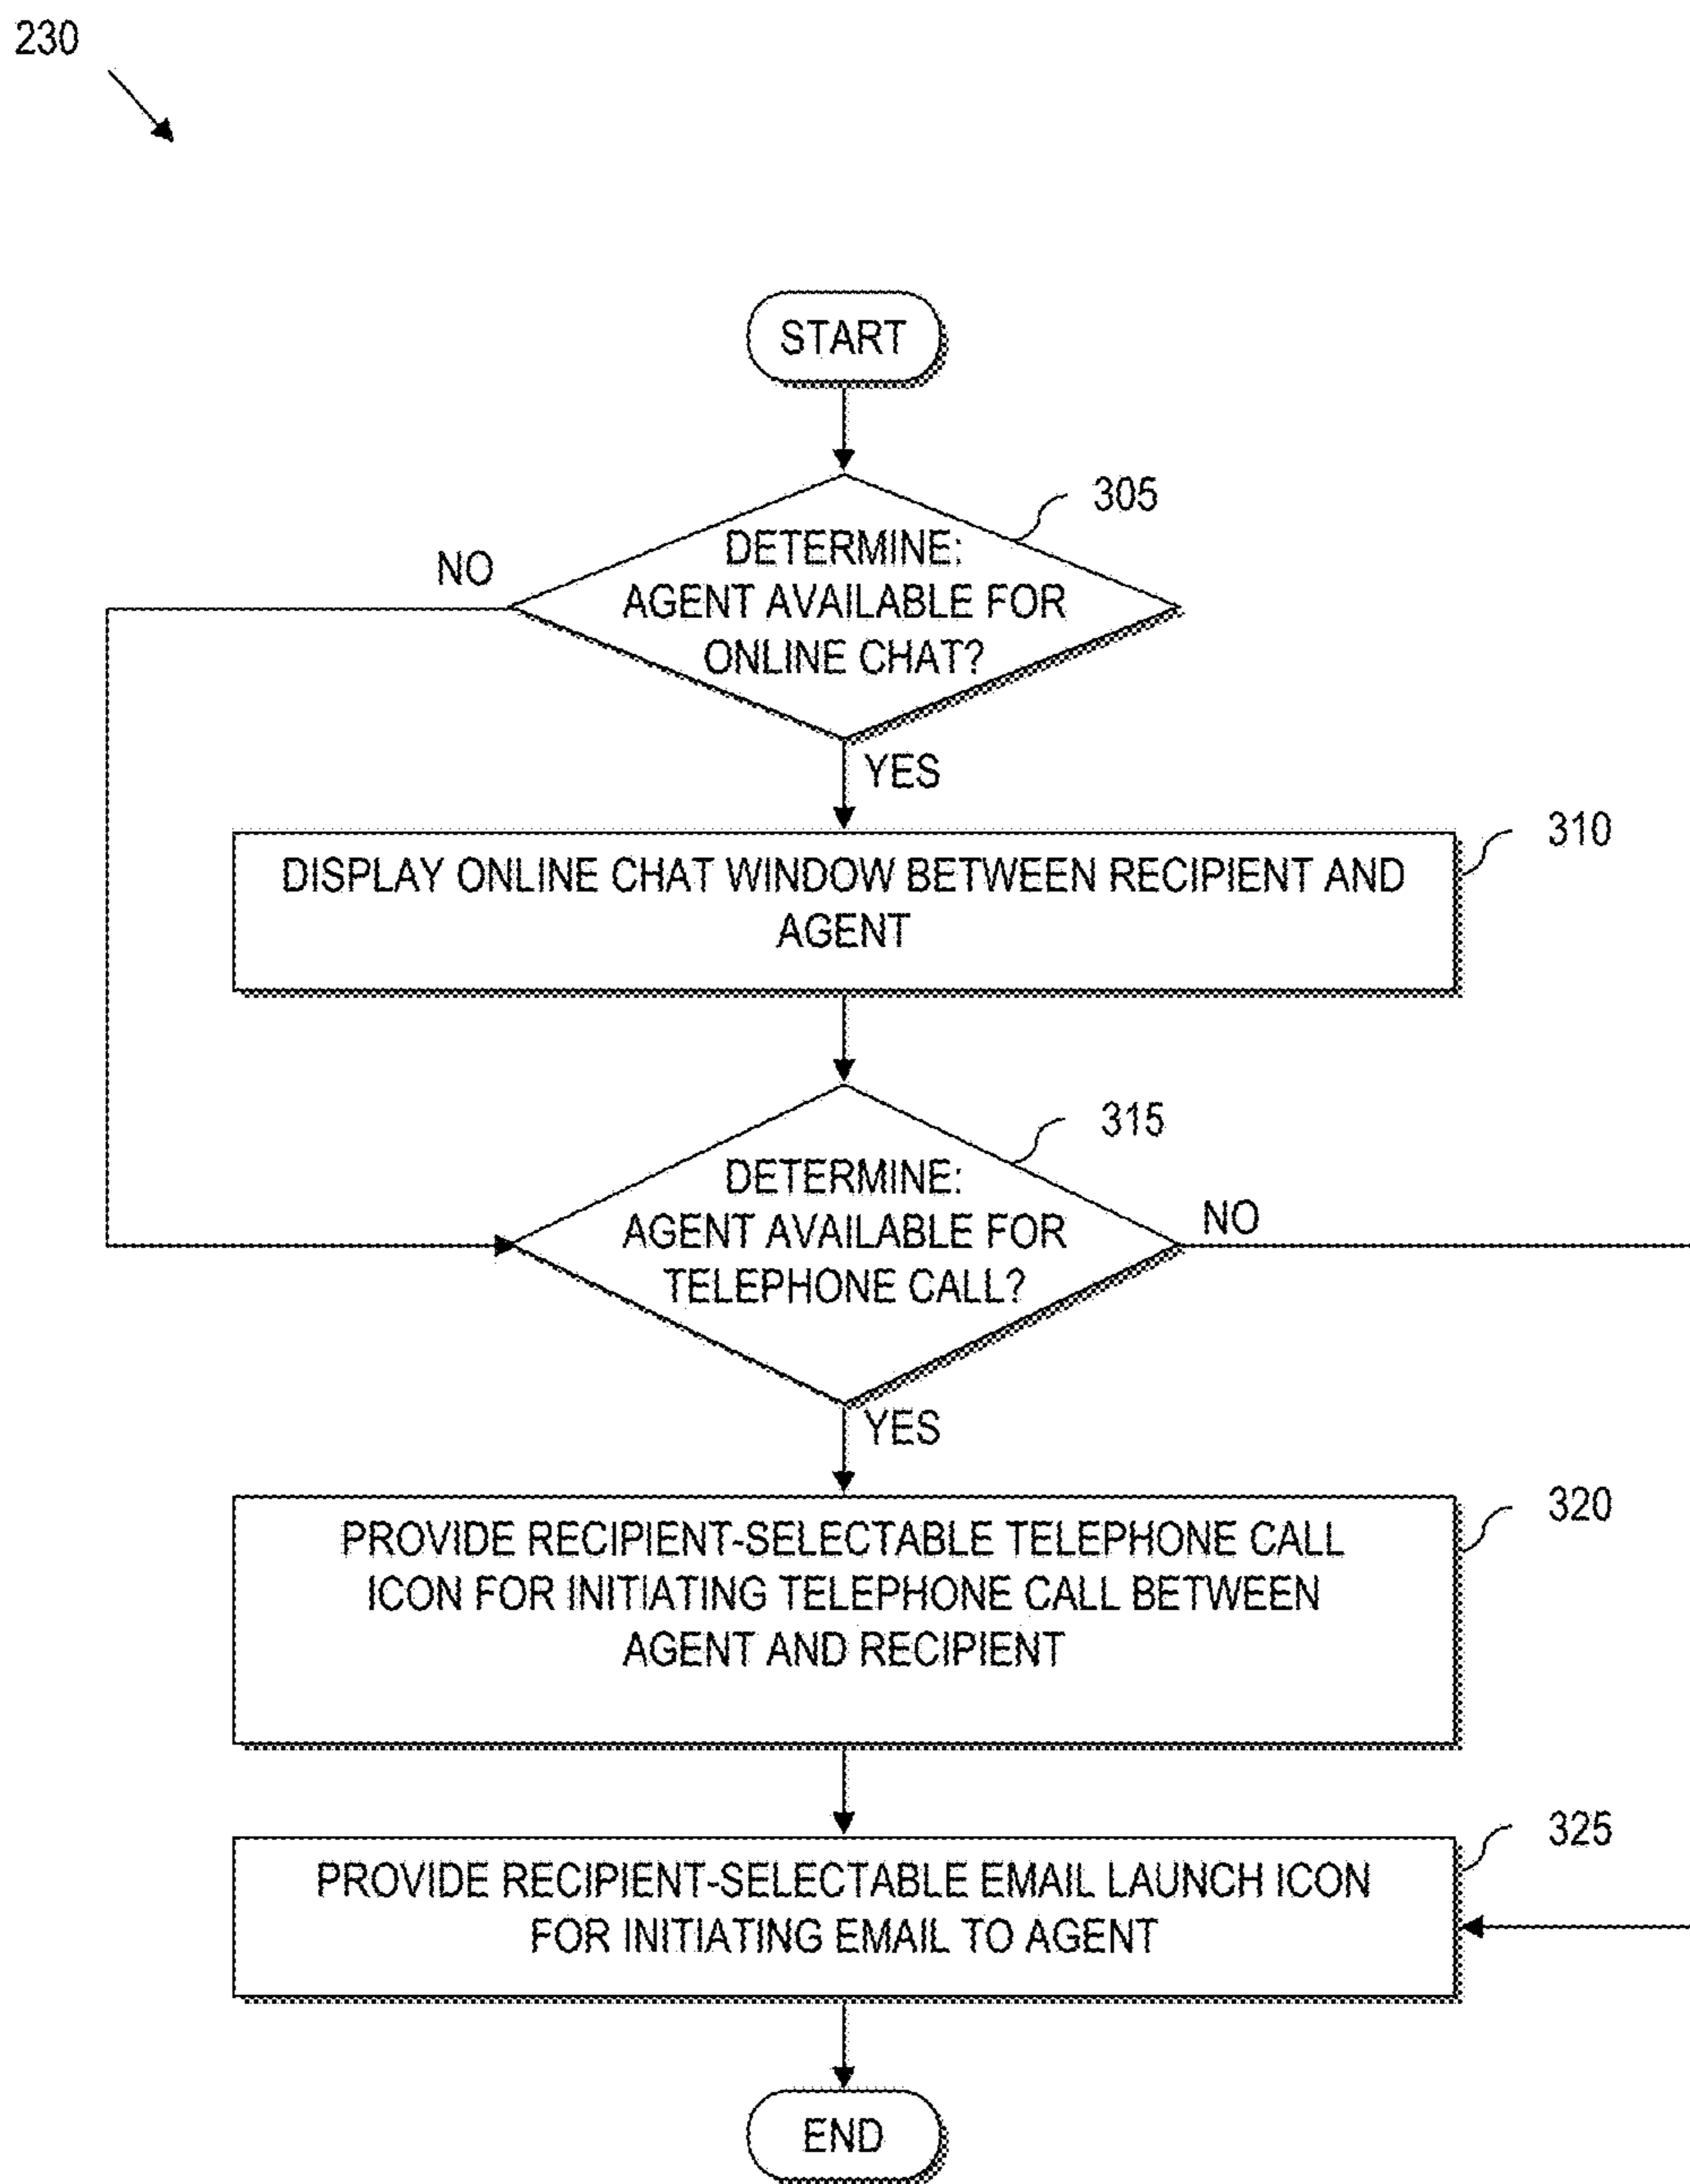 230
START
305
DETERMINE:
AGENT AVAILABLE FOR
ONLINE CHAT?
NO
YES
310
DISPLAY ONLINE CHAT WINDOW BETWEEN RECIPIENT AND
AGENT
315
DETERMINE:
AGENT AVAILABLE FOR
TELEPHONE CALL?
NO
YES
320
PROVIDE RECIPIENT-SELECTABLE TELEPHONE CALL
ICON FOR INITIATING TELEPHONE CALL BETWEEN
AGENT AND RECIPIENT
325
PROVIDE RECIPIENT-SELECTABLE EMAIL LAUNCH ICON
FOR INITIATING EMAIL TO AGENT
END